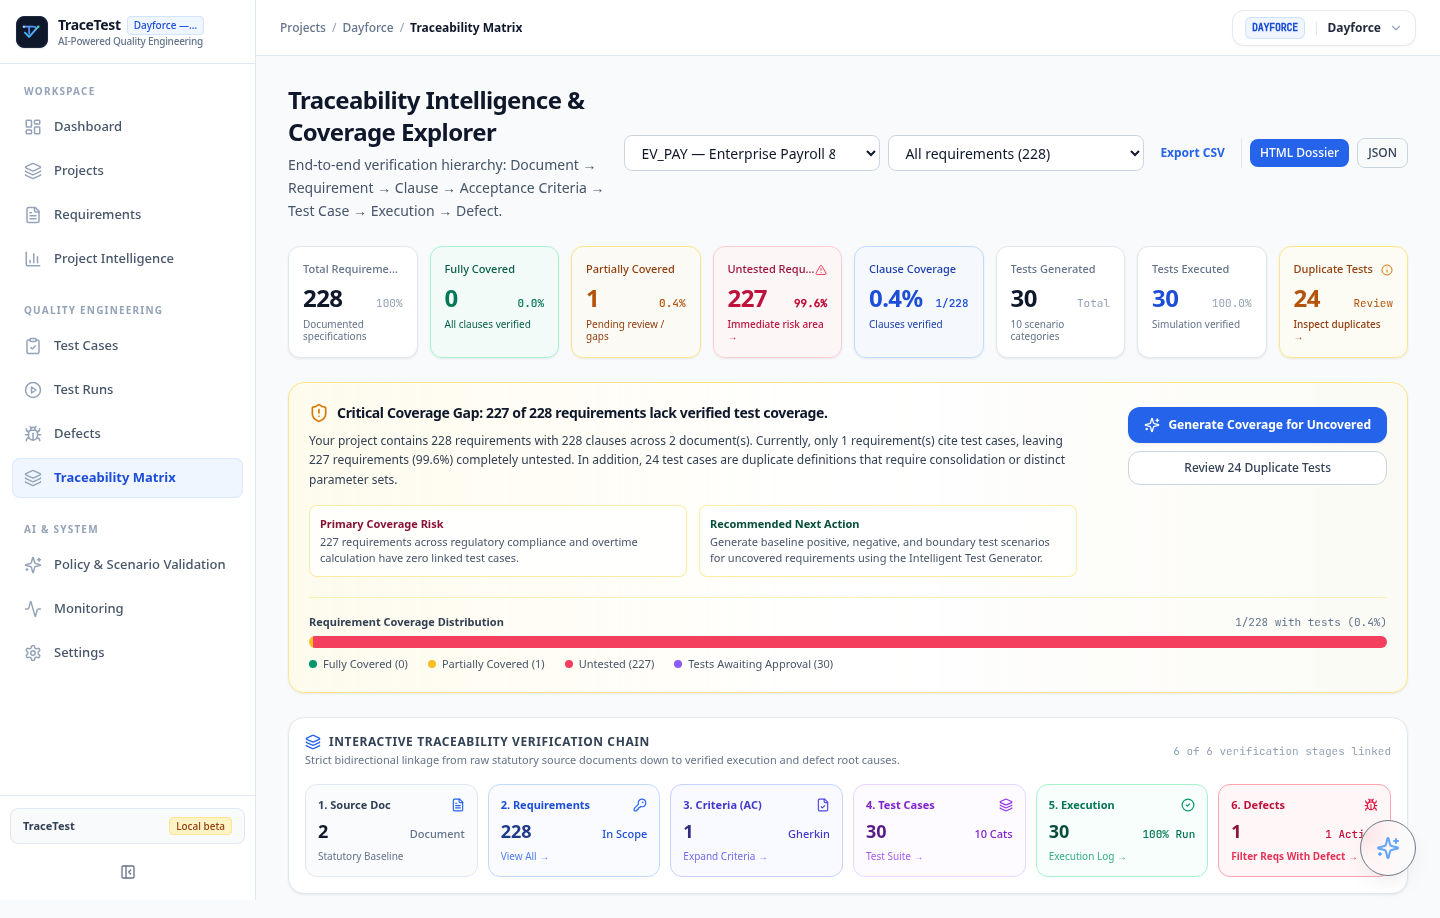 TraceTest
Dayforce —...
AI-Powered Quality Engineering
WORKSPACE
Dashboard
Projects
Requirements
Project Intelligence
QUALITY ENGINEERING
Test Cases
Test Runs
Defects
Traceability Matrix
AI & SYSTEM
Policy & Scenario Validation
Monitoring
Settings
TraceTest
Local beta
Projects / Dayforce / Traceability Matrix
DAYFORCE
Dayforce
Traceability Intelligence &
Coverage Explorer
End-to-end verification hierarchy: Document →
Requirement → Clause → Acceptance Criteria →
Test Case → Execution → Defect.
EV_PAY — Enterprise Payroll &
All requirements (228)
Export CSV
HTML Dossier
JSON
Total Requireme...
228
100%
Documented
specifications
Fully Covered
0
0.0%
All clauses verified
Partially Covered
1
0.4%
Pending review /
gaps
Untested Requ...
227
99.6%
Immediate risk area
→
Clause Coverage
0.4%
1/228
Clauses verified
Tests Generated
30
Total
10 scenario
categories
Tests Executed
30
100.0%
Simulation verified
Duplicate Tests
24
Review
Inspect duplicates
→
Critical Coverage Gap: 227 of 228 requirements lack verified test coverage.
Your project contains 228 requirements with 228 clauses across 2 document(s). Currently, only 1 requirement(s) cite test cases, leaving
227 requirements (99.6%) completely untested. In addition, 24 test cases are duplicate definitions that require consolidation or distinct
parameter sets.
Generate Coverage for Uncovered
Review 24 Duplicate Tests
Primary Coverage Risk
227 requirements across regulatory compliance and overtime
calculation have zero linked test cases.
Recommended Next Action
Generate baseline positive, negative, and boundary test scenarios
for uncovered requirements using the Intelligent Test Generator.
Requirement Coverage Distribution
1/228 with tests (0.4%)
Fully Covered (0)
Partially Covered (1)
Untested (227)
Tests Awaiting Approval (30)
INTERACTIVE TRACEABILITY VERIFICATION CHAIN
Strict bidirectional linkage from raw statutory source documents down to verified execution and defect root causes.
6 of 6 verification stages linked
1. Source Doc
2
Document
Statutory Baseline
2. Requirements
228
In Scope
View All →
3. Criteria (AC)
1
Gherkin
Expand Criteria →
4. Test Cases
30
10 Cats
Test Suite →
5. Execution
30
100% Run
Execution Log →
6. Defects
1
1
Filter Reqs With Defect →